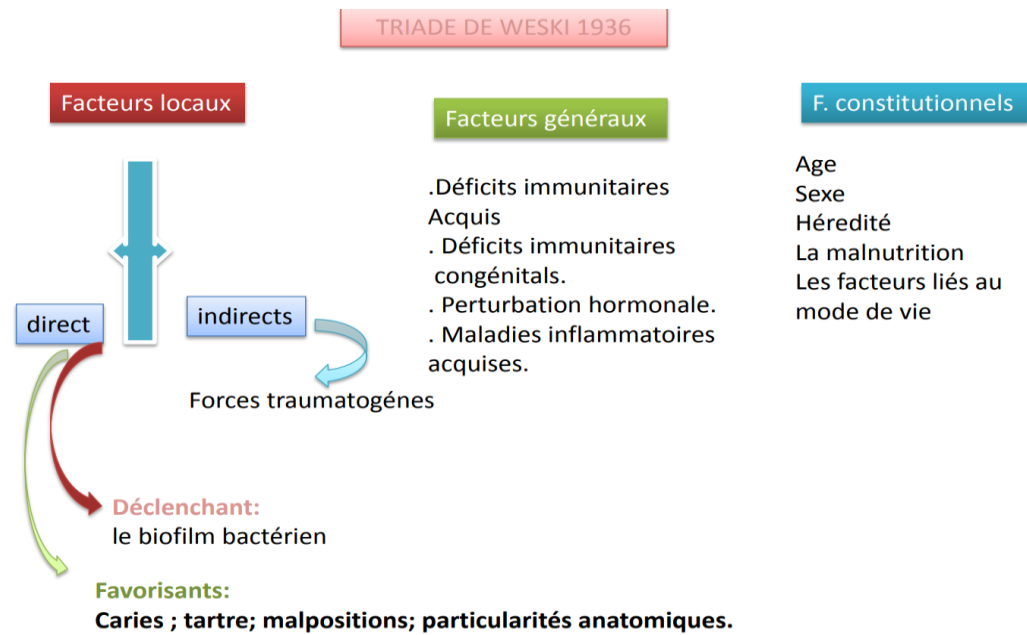 TRIADE DE WESKI 1936
Facteurs locaux
direct
indirects
Forces traumatogénes
Déclenchant:
le biofilm bactérien
Favorisants:
Caries ; tartre; malpositions; particularités anatomiques.
Facteurs généraux
.Déficits immunitaires
Acquis
. Déficits immunitaires
congénitals.
. Perturbation hormonale.
. Maladies inflammatoires
acquises.
F. constitutionnels
Age
Sexe
Héredité
La malnutrition
Les facteurs liés au
mode de vie